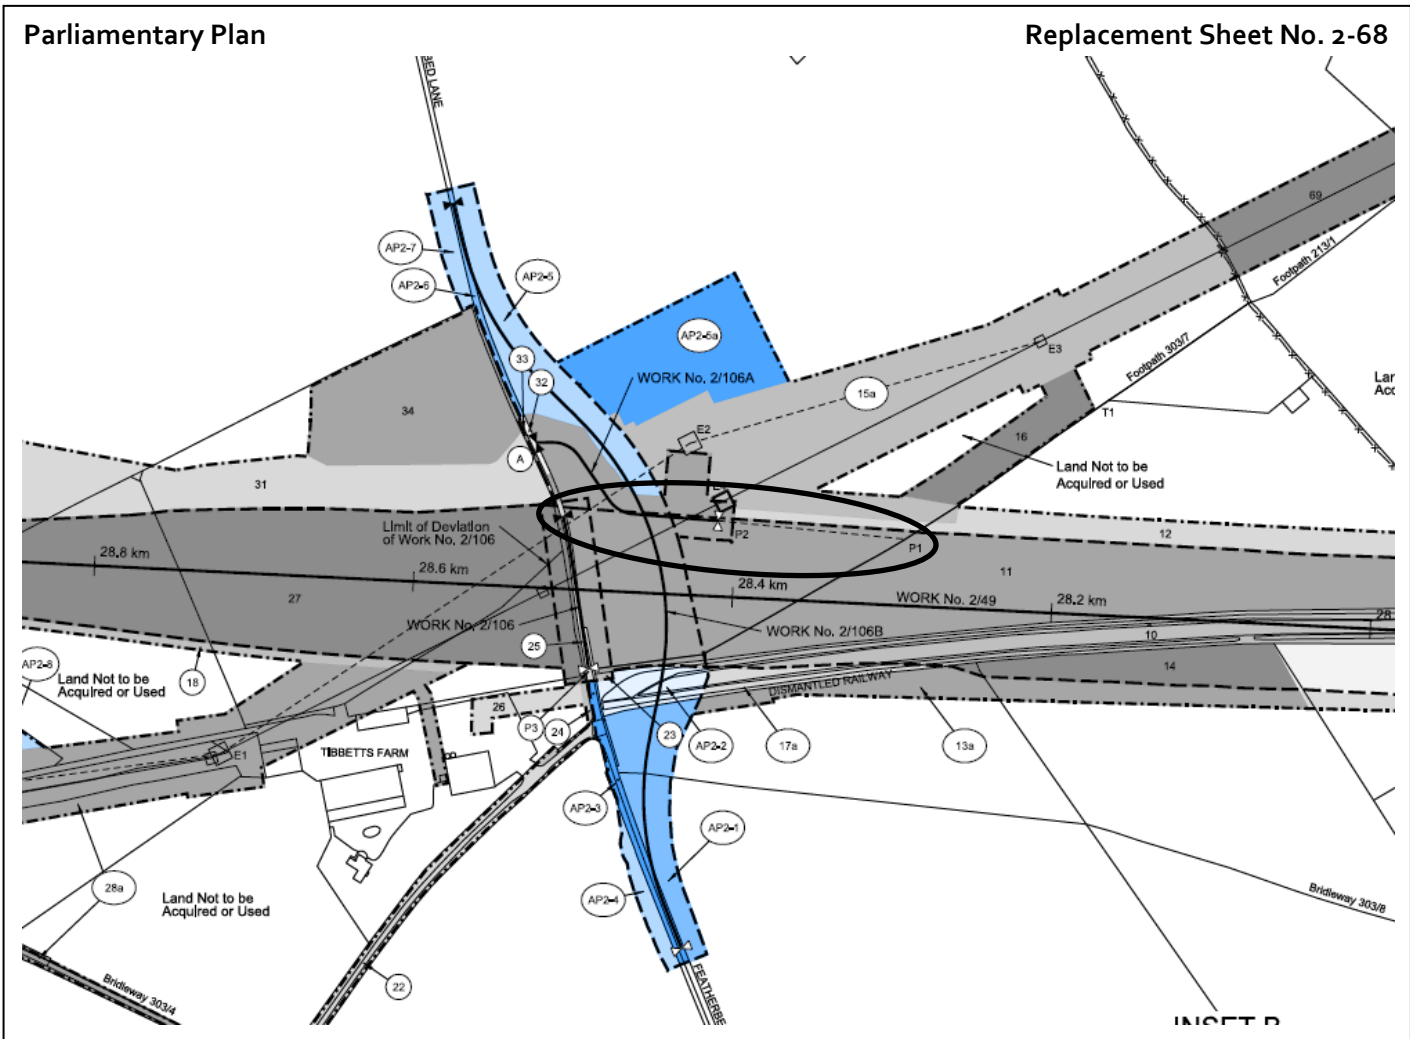 Parliamentary Plan
Replacement Sheet No. 2-68
BED LANE
69
Footpath 213/1
AP2-7
AP2-5
AP2-6
AP2-5a
E3
Footpath 303/7
33
32
WORK No. 2/106A
15a
T1
34
E2
16
A
Land Not to be
Acquired or Used
31
Limit of Deviation
of Work No. 2/106
P2
P1
12
28.8 km
28.6 km
28.4 km
11
28.2 km
27
WORK No. 2/49
28
WORK No. 2/106
WORK No. 2/106B
25
10
AP2-8
Land Not to be
Acquired or Used
18
14
DISMANTLED RAILWAY
26
P3
24
23
AP2-2
17a
13a
E1
TIBBETTS FARM
AP2-3
AP2-1
28a
Land Not to be
Acquired or Used
AP2-4
Bridleway 303/8
Bridleway 303/4
22
FEATHERBE